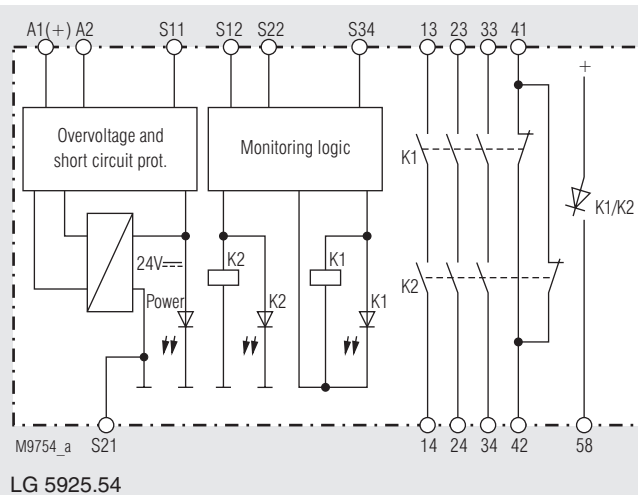 A1(+) A2 S11 S12 S22 S34 13 23 33 41
+
Overvoltage and
short circuit prot.
Monitoring logic
K1
K1/K2
24V
K2
K1
K2
Power
K2
K1
M9754_a S21 14 24 34 42 58
LG 5925.54